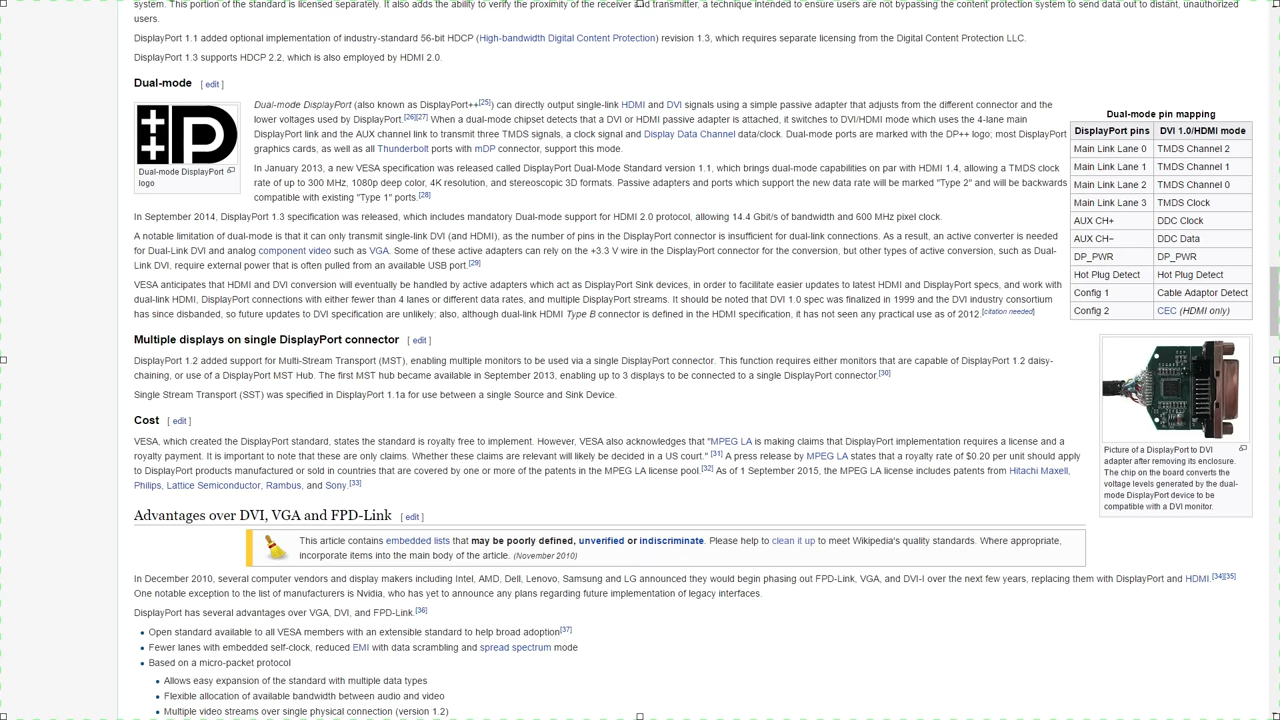 system. This portion of the standard is licensed separately. It also adds the ability to verify the proximity of the receiver and transmitter, a technique intended to ensure users are not bypassing the content protection system to send data out to distant, unauthorized
users.
DisplayPort 1.1 added optional implementation of industry-standard 56-bit HDCP (High-bandwidth Digital Content Protection) revision 1.3, which requires separate licensing from the Digital Content Protection LLC.
DisplayPort 1.3 supports HDCP 2.2, which is also employed by HDMI 2.0.
Dual-mode [ edit ]
Dual-mode DisplayPort logo
Dual-mode DisplayPort (also known as DisplayPort++[25]) can directly output single-link HDMI and DVI signals using a simple passive adapter that adjusts from the different connector and the
lower voltages used by DisplayPort.[26][27] When a dual-mode chipset detects that a DVI or HDMI passive adapter is attached, it switches to DVI/HDMI mode which uses the 4-lane main
DisplayPort link and the AUX channel link to transmit three TMDS signals, a clock signal and Display Data Channel data/clock. Dual-mode ports are marked with the DP++ logo; most DisplayPort
graphics cards, as well as all Thunderbolt ports with mDP connector, support this mode.
In January 2013, a new VESA specification was released called DisplayPort Dual-Mode Standard version 1.1, which brings dual-mode capabilities on par with HDMI 1.4, allowing a TMDS clock
rate of up to 300 MHz, 1080p deep color, 4K resolution, and stereoscopic 3D formats. Passive adapters and ports which support the new data rate will be marked "Type 2" and will be backwards
compatible with existing "Type 1" ports.[28]
In September 2014, DisplayPort 1.3 specification was released, which includes mandatory Dual-mode support for HDMI 2.0 protocol, allowing 14.4 Gbit/s of bandwidth and 600 MHz pixel clock.
A notable limitation of dual-mode is that it can only transmit single-link DVI (and HDMI), as the number of pins in the DisplayPort connector is insufficient for dual-link connections. As a result, an active converter is needed
for Dual-Link DVI and analog component video such as VGA. Some of these active adapters can rely on the +3.3 V wire in the DisplayPort connector for the conversion, but other types of active conversion, such as Dual-
Link DVI, require external power that is often pulled from an available USB port [29]
VESA anticipates that HDMI and DVI conversion will eventually be handled by active adapters which act as DisplayPort Sink devices, in order to facilitate easier updates to latest HDMI and DisplayPort specs, and work with
dual-link HDMI, DisplayPort connections with either fewer than 4 lanes or different data rates, and multiple DisplayPort streams. It should be noted that DVI 1.0 spec was finalized in 1999 and the DVI industry consortium
has since disbanded, so future updates to DVI specification are unlikely; also, although dual-link HDMI Type B connector is defined in the HDMI specification, it has not seen any practical use as of 2012 [citation needed]
Dual-mode pin mapping
DisplayPort pins DVI 1.0/HDMI mode
Main Link Lane 0 TMDS Channel 2
Main Link Lane 1 TMDS Channel 1
Main Link Lane 2 TMDS Channel 0
Main Link Lane 3 TMDS Clock
AUX CH+ DDC Clock
AUX CH− DDC Data
DP_PWR DP_PWR
Hot Plug Detect Hot Plug Detect
Config 1 Cable Adaptor Detect
Config 2 CEC (HDMI only)
Multiple displays on single DisplayPort connector [ edit ]
DisplayPort 1.2 added support for Multi-Stream Transport (MST), enabling multiple monitors to be used via a single DisplayPort connector. This function requires either monitors that are capable of DisplayPort 1.2 daisy-
chaining, or use of a DisplayPort MST Hub. The first MST hub became available in September 2013, enabling up to 3 displays to be connected to a single DisplayPort connector.[30]
Single Stream Transport (SST) was specified in DisplayPort 1.1a for use between a single Source and Sink Device.
Cost [ edit ]
VESA, which created the DisplayPort standard, states the standard is royalty free to implement. However, VESA also acknowledges that "MPEG LA is making claims that DisplayPort implementation requires a license and a
royalty payment. It is important to note that these are only claims. Whether these claims are relevant will likely be decided in a US court." [31] A press release by MPEG LA states that a royalty rate of $0.20 per unit should apply
to DisplayPort products manufactured or sold in countries that are covered by one or more of the patents in the MPEG LA license pool.[32] As of 1 September 2015, the MPEG LA license includes patents from Hitachi Maxell,
Philips, Lattice Semiconductor, Rambus, and Sony.[33]
Picture of a DisplayPort to DVI
adapter after removing its enclosure.
The chip on the board converts the
voltage levels generated by the dual-
mode DisplayPort device to be
compatible with a DVI monitor.
Advantages over DVI, VGA and FPD-Link [ edit ]
This article contains embedded lists that may be poorly defined, unverified or indiscriminate. Please help to clean it up to meet Wikipedia's quality standards. Where appropriate,
incorporate items into the main body of the article. (November 2010)
In December 2010, several computer vendors and display makers including Intel, AMD, Dell, Lenovo, Samsung and LG announced they would begin phasing out FPD-Link, VGA, and DVI-I over the next few years, replacing them with DisplayPort and HDMI.[34][35]
One notable exception to the list of manufacturers is Nvidia, who has yet to announce any plans regarding future implementation of legacy interfaces.
DisplayPort has several advantages over VGA, DVI, and FPD-Link.[36]
• Open standard available to all VESA members with an extensible standard to help broad adoption[37]
• Fewer lanes with embedded self-clock, reduced EMI with data scrambling and spread spectrum mode
• Based on a micro-packet protocol
• Allows easy expansion of the standard with multiple data types
• Flexible allocation of available bandwidth between audio and video
• Multiple video streams over single physical connection (version 1.2)